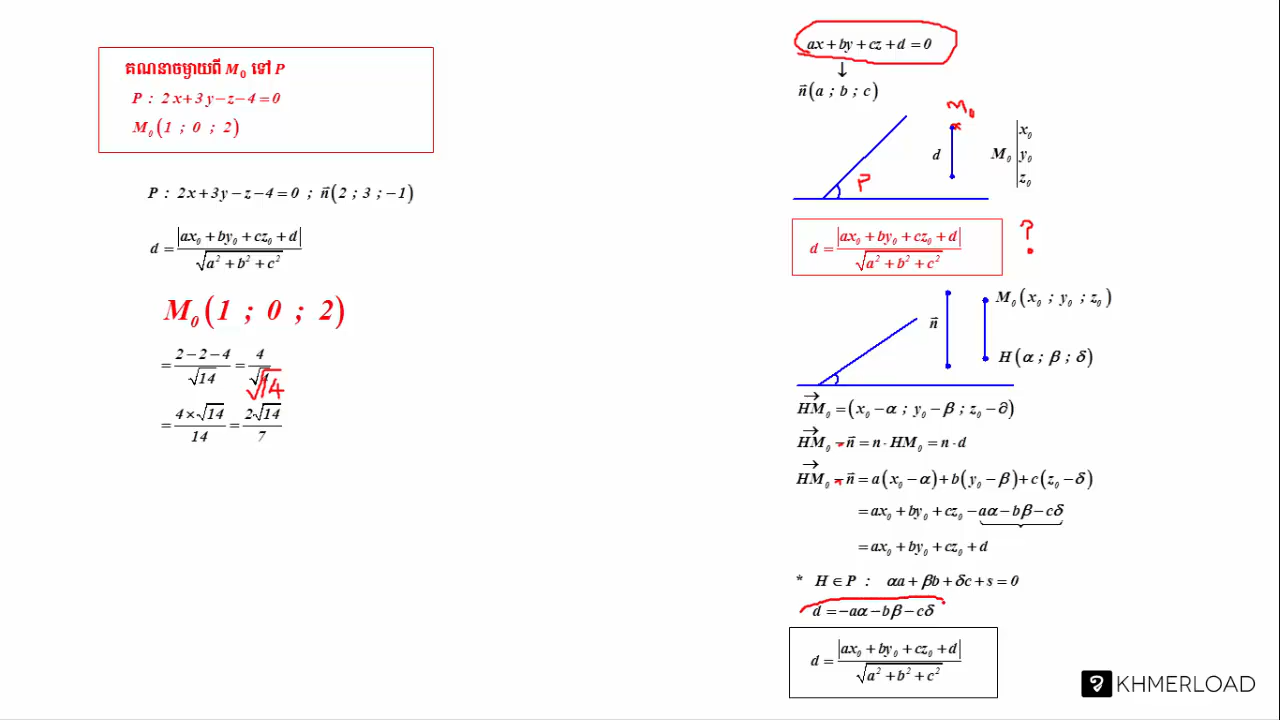 គណនាចម្ងាយពី M₀ ទៅ P
P : 2x+3y−z−4=0
M₀(1 ; 0 ; 2)
P : 2x+3y−z−4=0 ; n⃗(2 ; 3 ; −1)
d = |ax₀+by₀+cz₀+d| / √(a²+b²+c²)
M₀(1 ; 0 ; 2)
= (2−2−4)/√14 = 4/√14
= (4×√14)/14 = 2√14/7
ax+by+cz+d=0
↓
n⃗(a ; b ; c)
M₀
d
M₀ | x₀
y₀
z₀
P
d = |ax₀+by₀+cz₀+d| / √(a²+b²+c²) ?
n⃗
M₀(x₀ ; y₀ ; z₀)
H(α ; β ; δ)
HM₀→ = (x₀−α ; y₀−β ; z₀−∂)
HM₀→ − n⃗ = n · HM₀ = n · d
HM₀→ − n⃗ = a(x₀−α)+b(y₀−β)+c(z₀−δ)
= ax₀+by₀+cz₀−aα−bβ−cδ
= ax₀+by₀+cz₀+d
* H ∈ P : αa+βb+δc+s=0
d = −aα−bβ−cδ
d = |ax₀+by₀+cz₀+d| / √(a²+b²+c²)
KHMERLOAD